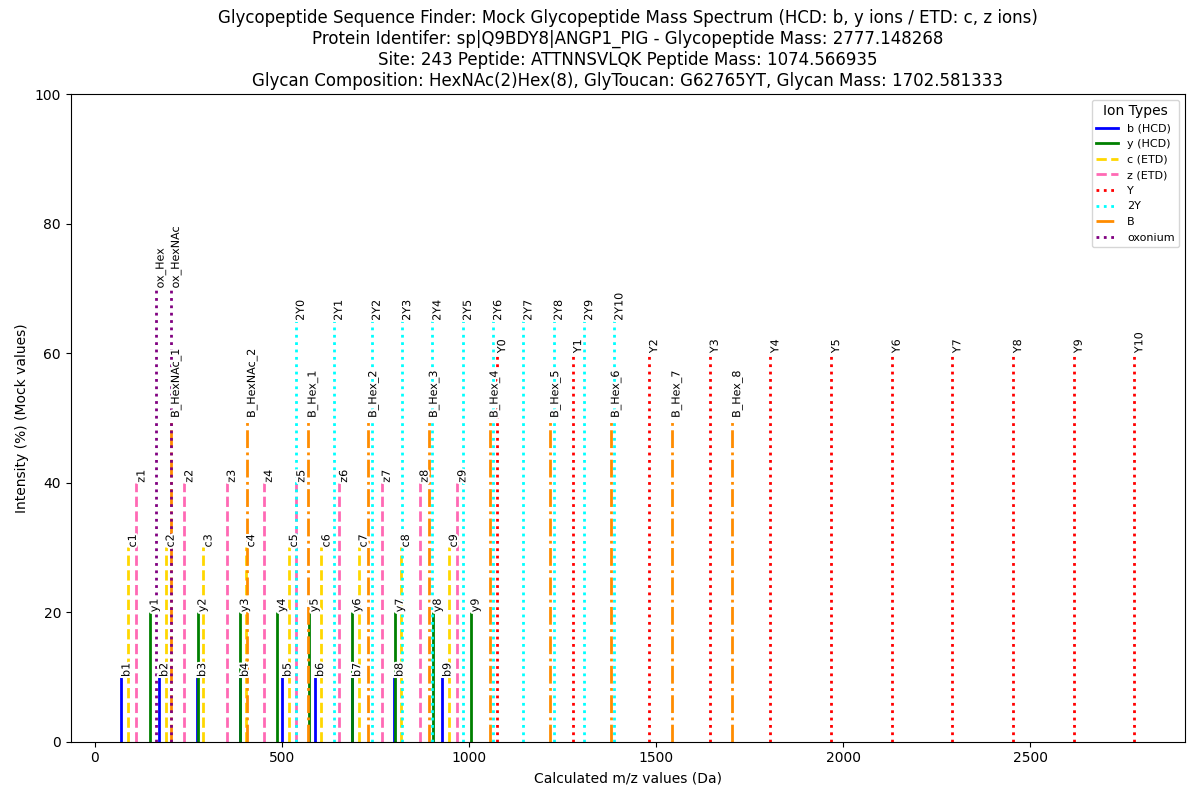 Glycopeptide Sequence Finder: Mock Glycopeptide Mass Spectrum (HCD: b, y ions / ETD: c, z ions)
Protein Identifer: sp|Q9BDY8|ANGP1_PIG - Glycopeptide Mass: 2777.148268
Site: 243 Peptide: ATTNNSVLQK Peptide Mass: 1074.566935
Glycan Composition: HexNAc(2)Hex(8), GlyToucan: G62765YT, Glycan Mass: 1702.581333
Intensity (%) (Mock values)
100
80
60
40
20
0
Ion Types
b (HCD)
y (HCD)
c (ETD)
z (ETD)
Y
2Y
B
oxonium
ox_Hex
ox_HexNAc
2Y0
2Y1
2Y2
2Y3
2Y4
2Y5
2Y6
2Y7
2Y8
2Y9
2Y10
Y0
Y1
Y2
Y3
Y4
Y5
Y6
Y7
Y8
Y9
Y10
B_HexNAc_1
B_HexNAc_2
B_Hex_1
B_Hex_2
B_Hex_3
B_Hex_4
B_Hex_5
B_Hex_6
B_Hex_7
B_Hex_8
z1
z2
z3
z4
z5
z6
z7
z8
z9
c1
c2
c3
c4
c5
c6
c7
c8
c9
y1
y2
y3
y4
y5
y6
y7
y8
y9
b1
b2
b3
b4
b5
b6
b7
b8
b9
0
500
1000
1500
2000
2500
Calculated m/z values (Da)